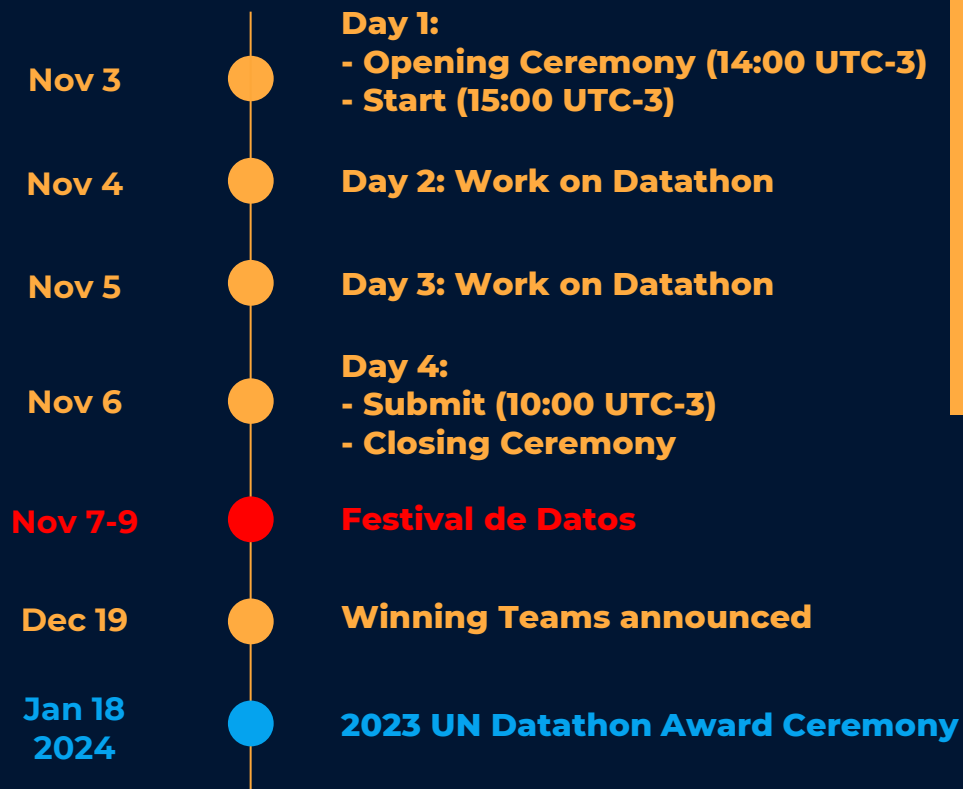 Day 1:
Nov 3
- Opening Ceremony (14:00 UTC-3)
- Start (15:00 UTC-3)
Nov 4
Day 2: Work on Datathon
Nov 5
Day 3: Work on Datathon
Day 4:
Nov 6
- Submit (10:00 UTC-3)
- Closing Ceremony
Nov 7-9
Festival de Datos
Dec 19
Winning Teams announced
Jan 18
2024
2023 UN Datathon Award Ceremony